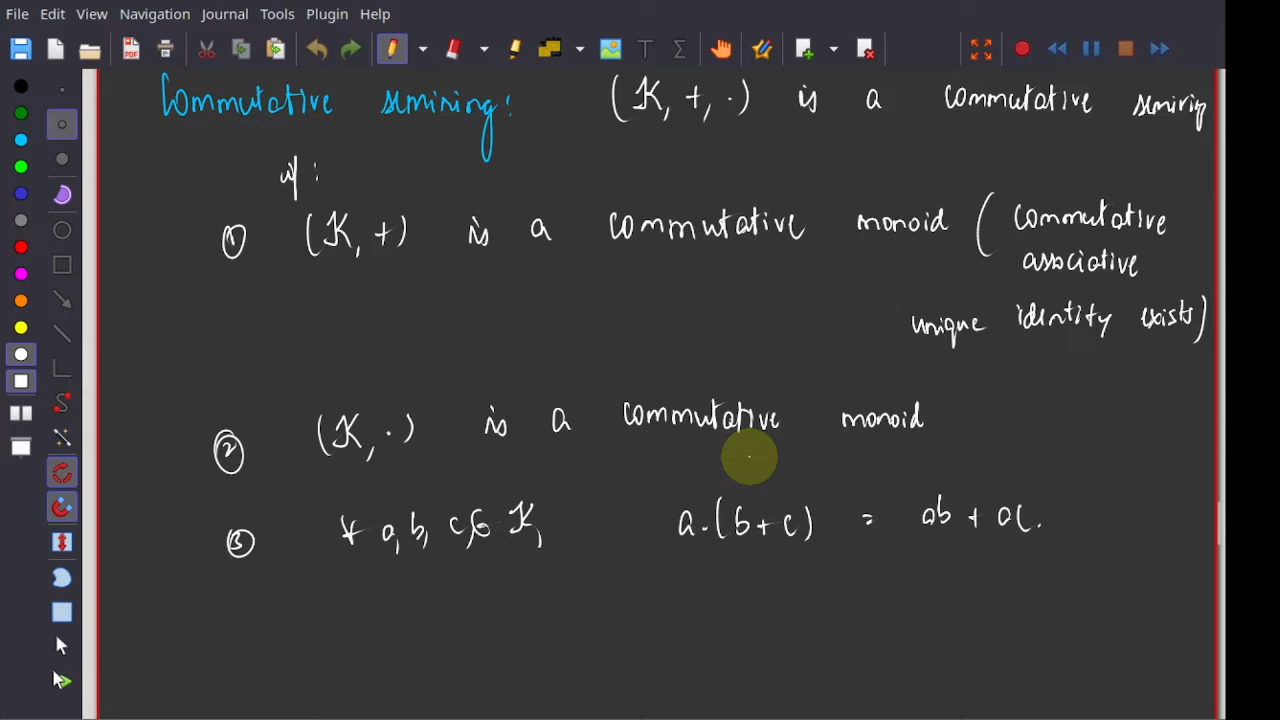 File Edit View Navigation Journal Tools Plugin Help
Commutative semiring: (K, +, ·) is a commutative semiring
if :
① (K, +) is a commutative monoid ( commutative
associative
unique identity exists)
② (K, ·) is a commutative monoid
③ ∀ a, b, c ∈ K, a·(b+c) = ab + ac.